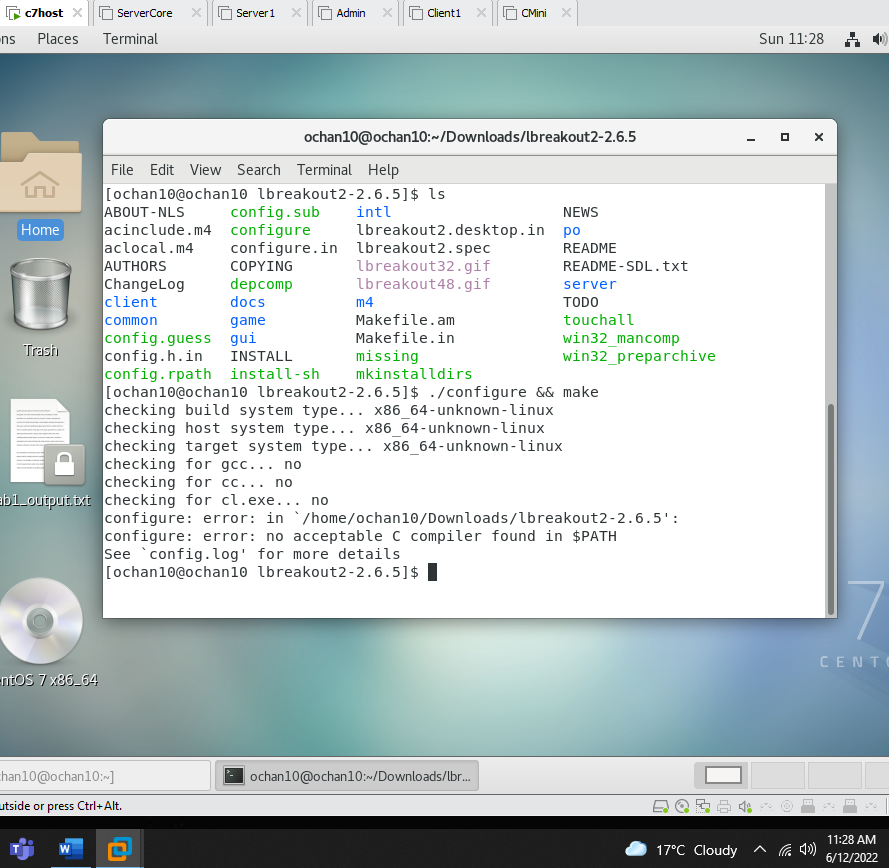 c7host ServerCore Server1 Admin Client1 CMini
ns Places Terminal Sun 11:28
ochan10@ochan10:~/Downloads/lbreakout2-2.6.5
File Edit View Search Terminal Help
[ochan10@ochan10 lbreakout2-2.6.5]$ ls
ABOUT-NLS config.sub intl NEWS
acinclude.m4 configure lbreakout2.desktop.in po
aclocal.m4 configure.in lbreakout2.spec README
AUTHORS COPYING lbreakout32.gif README-SDL.txt
ChangeLog depcomp lbreakout48.gif server
client docs m4 TODO
common game Makefile.am touchall
config.guess gui Makefile.in win32_mancomp
config.h.in INSTALL missing win32_preparchive
config.rpath install-sh mkinstalldirs
[ochan10@ochan10 lbreakout2-2.6.5]$ ./configure && make
checking build system type... x86_64-unknown-linux
checking host system type... x86_64-unknown-linux
checking target system type... x86_64-unknown-linux
checking for gcc... no
checking for cc... no
checking for cl.exe... no
configure: error: in `/home/ochan10/Downloads/lbreakout2-2.6.5':
configure: error: no acceptable C compiler found in $PATH
See `config.log' for more details
[ochan10@ochan10 lbreakout2-2.6.5]$
Home
Trash
ab1_output.txt
ntOS 7 x86_64
7
CENTO
han10@ochan10:~]
ochan10@ochan10:~/Downloads/lbr...
utside or press Ctrl+Alt.
17°C Cloudy
11:28 AM
6/12/2022